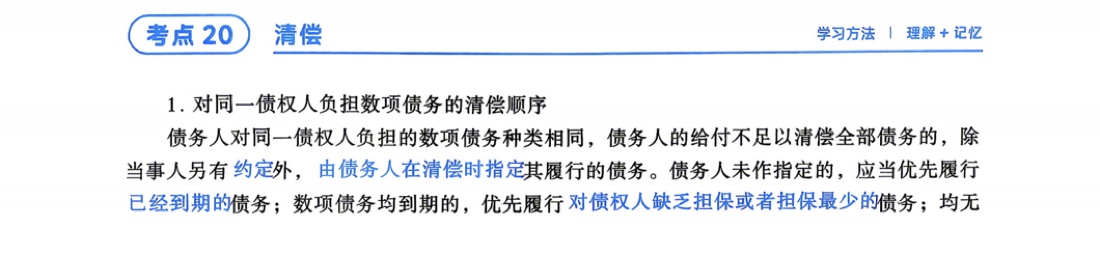 考点 20 清偿 学习方法 | 理解 + 记忆
1. 对同一债权人负担数项债务的清偿顺序
债务人对同一债权人负担的数项债务种类相同，债务人的给付不足以清偿全部债务的，除
当事人另有约定外，由债务人在清偿时指定其履行的债务。债务人未作指定的，应当优先履行
已经到期的债务；数项债务均到期的，优先履行对债权人缺乏担保或者担保最少的债务；均无